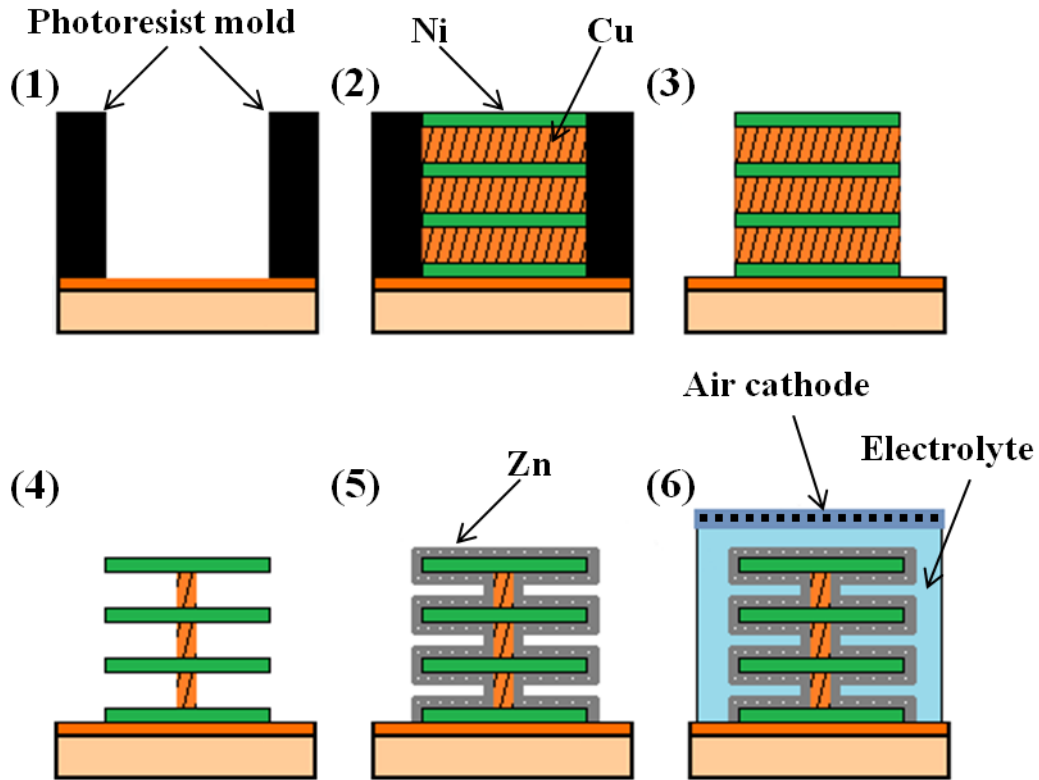 Photoresist mold
Ni
Cu
(1)
(2)
(3)
Air cathode
Electrolyte
Zn
(4)
(5)
(6)